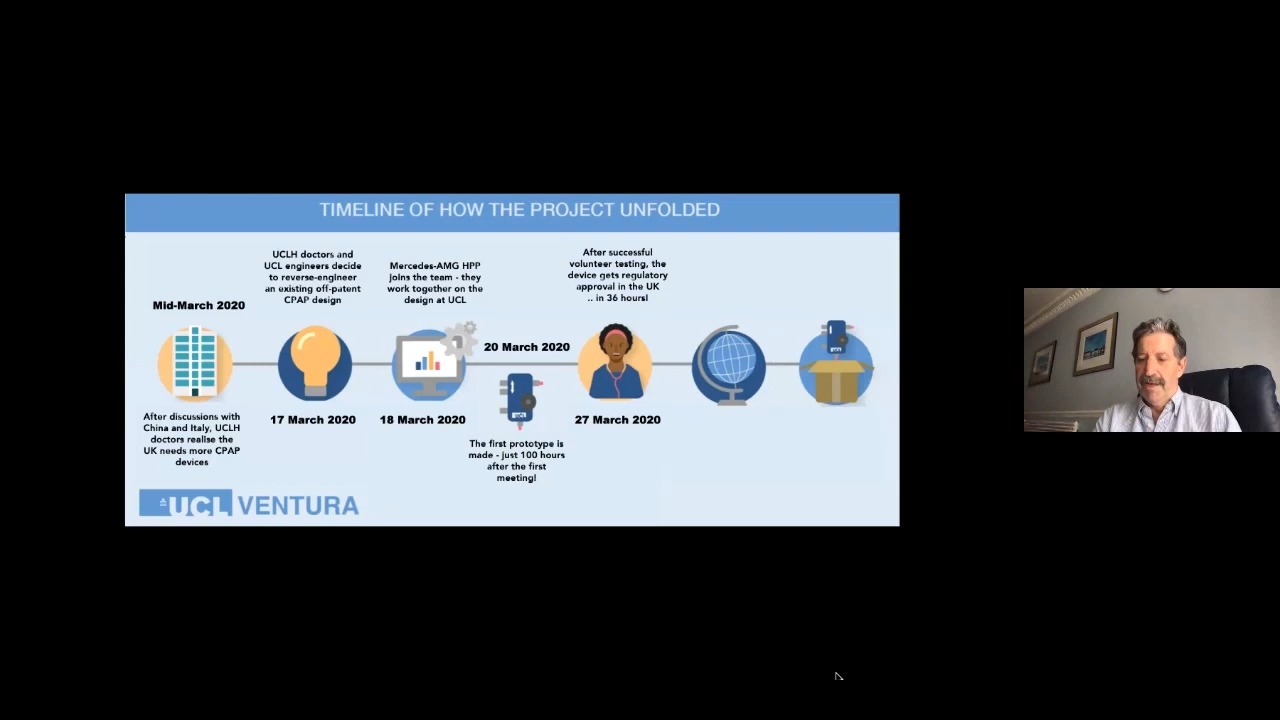 TIMELINE OF HOW THE PROJECT UNFOLDED
Mid-March 2020
After discussions with
China and Italy, UCLH
doctors realise the
UK needs more CPAP
devices
UCLH doctors and
UCL engineers decide
to reverse-engineer
an existing off-patent
CPAP design
17 March 2020
Mercedes-AMG HPP
joins the team - they
work together on the
design at UCL
18 March 2020
20 March 2020
UCL
The first prototype is
made - just 100 hours
after the first
meeting!
After successful
volunteer testing, the
device gets regulatory
approval in the UK
.. in 36 hours!
27 March 2020
UCL VENTURA